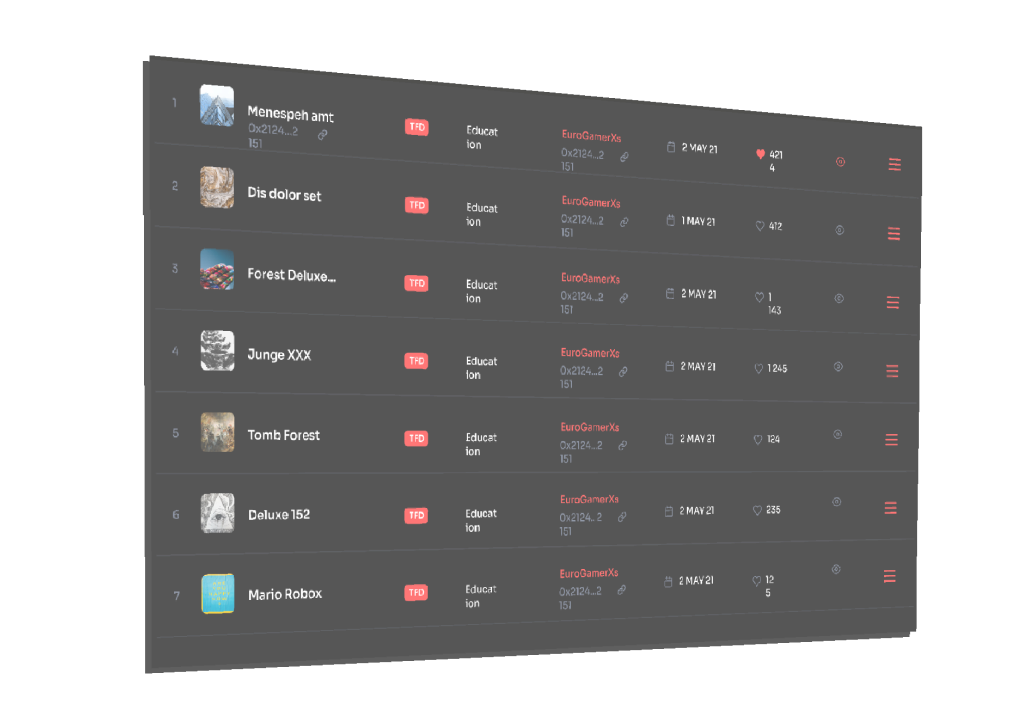 1
Menespeh amt
0x2124...2
151
TFD
Educat
ion
EuroGamerXs
0x2124...2
151
2 MAY 21
421
4
2
Dis dolor set
TFD
Educat
ion
EuroGamerXs
0x2124...2
151
1 MAY 21
412
3
Forest Deluxe...
TFD
Educat
ion
EuroGamerXs
0x2124...2
151
2 MAY 21
1
143
4
Junge XXX
TFD
Educat
ion
EuroGamerXs
0x2124...2
151
2 MAY 21
1 245
5
Tomb Forest
TFD
Educat
ion
EuroGamerXs
0x2124...2
151
2 MAY 21
124
6
Deluxe 152
TFD
Educat
ion
EuroGamerXs
0x2124...2
151
2 MAY 21
235
7
Mario Robox
TFD
Educat
ion
EuroGamerXs
0x2124...2
151
2 MAY 21
12
5